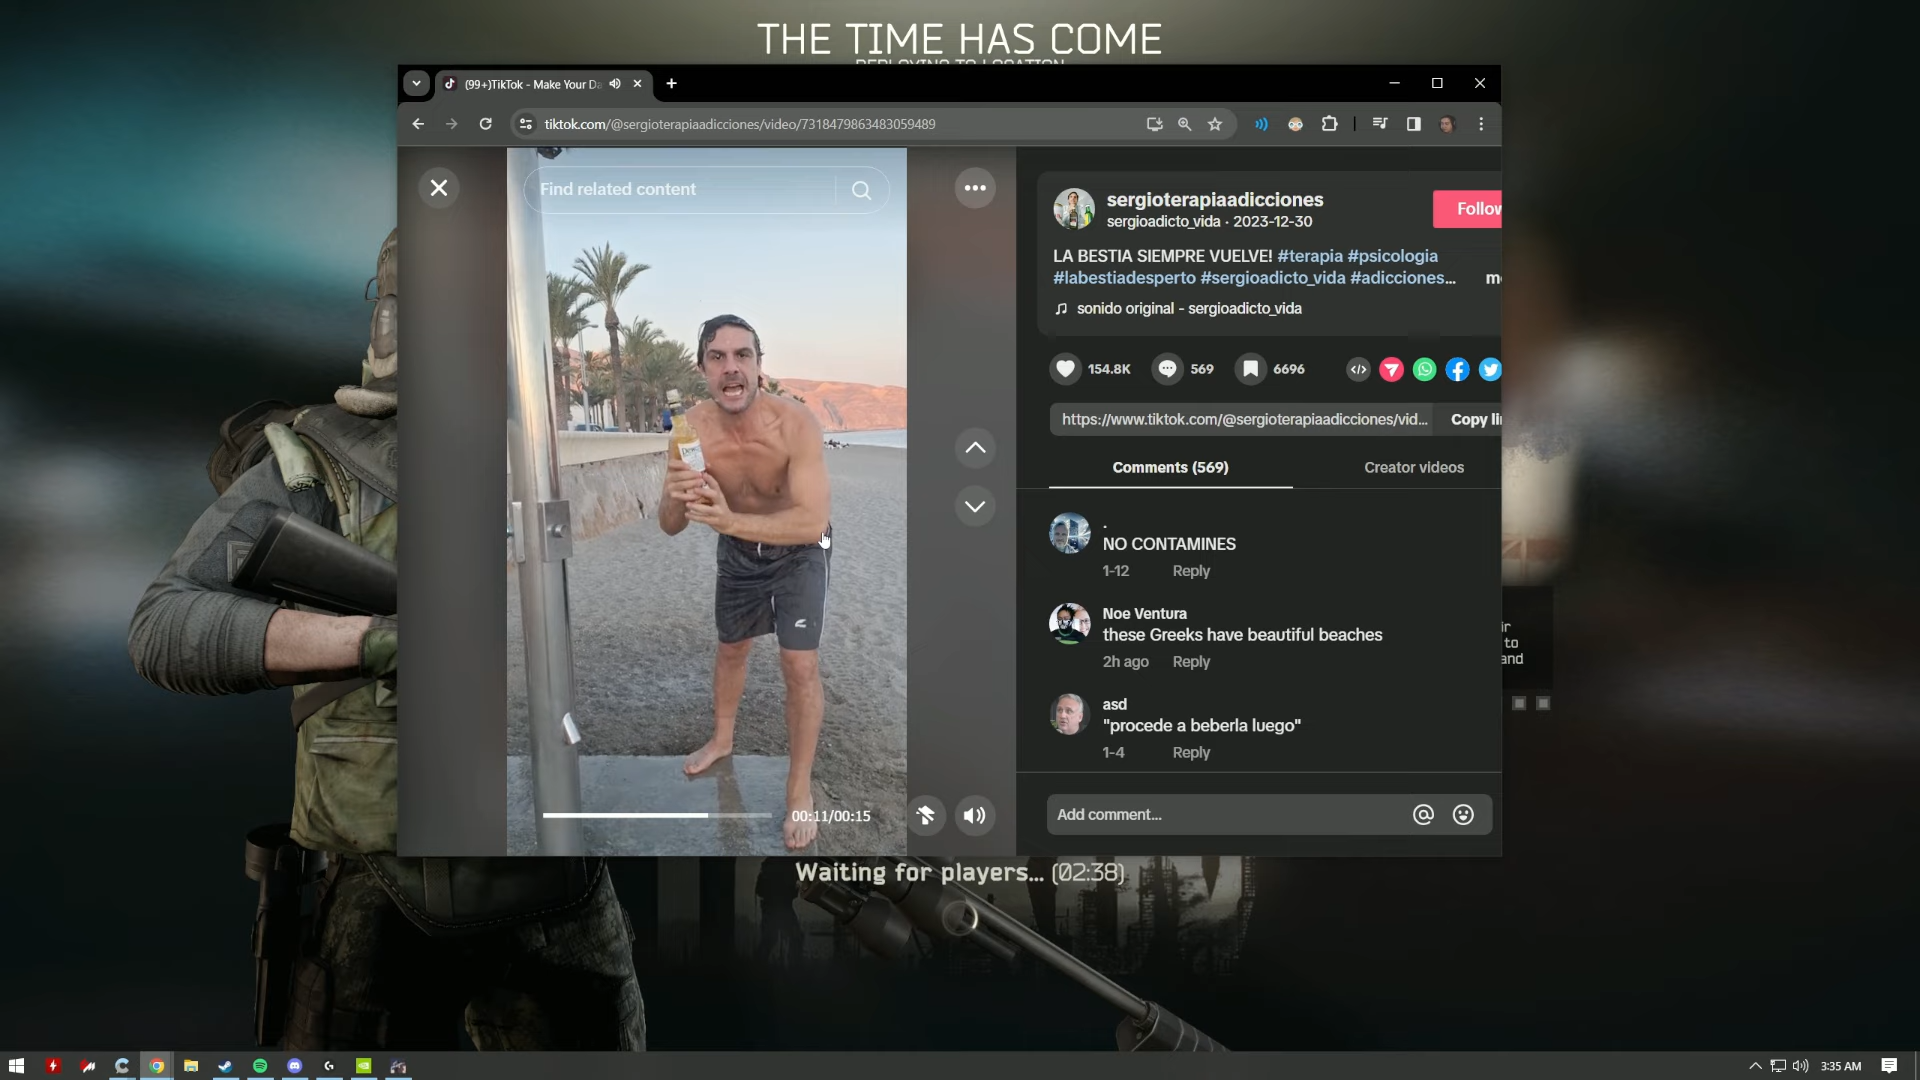 THE TIME HAS COME
(99+)TikTok - Make Your Da
tiktok.com/@sergioterapiaadicciones/video/7318479863483059489
Find related content
sergioterapiaadicciones
sergioadicto_vida · 2023-12-30
Follow
LA BESTIA SIEMPRE VUELVE! #terapia #psicologia
#labestiadesperto #sergioadicto_vida #adicciones... m
sonido original - sergioadicto_vida
154.8K
569
6696
https://www.tiktok.com/@sergioterapiaadicciones/vid...
Copy li
Comments (569)
Creator videos
.
NO CONTAMINES
1-12 Reply
Noe Ventura
these Greeks have beautiful beaches
2h ago Reply
asd
"procede a beberla luego"
1-4 Reply
Add comment...
00:11/00:15
ir
to
and
Waiting for players... (02:38)
3:35 AM